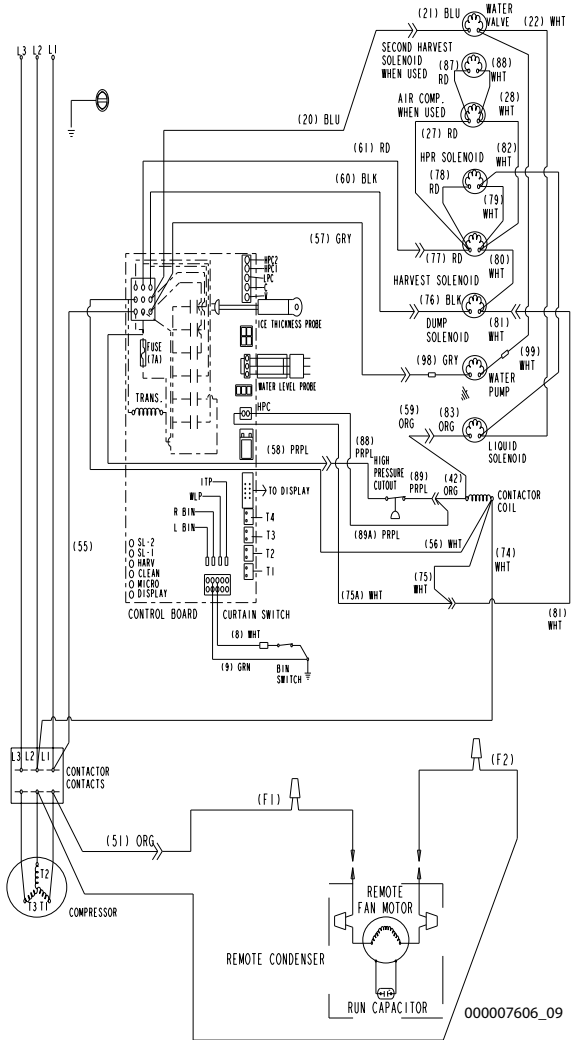 (21) BLU
WATER
VALVE
(22) WHT
L3 L2 L1
SECOND HARVEST
SOLENOID
WHEN USED
(87)
RD
(88)
WHT
AIR COMP.
WHEN USED
(28)
WHT
(20) BLU
(27) RD
(61) RD
HPR SOLENOID
(82)
WHT
(78)
RD
(60) BLK
(79)
WHT
(57) GRY
(77) RD
(80)
WHT
HPC2
HPC1
LPC
HARVEST SOLENOID
(76) BLK
ICE THICKNESS PROBE
DUMP
SOLENOID
(81)
WHT
FUSE
(7A)
(98) GRY
(99)
WHT
WATER LEVEL PROBE
WATER
PUMP
TRANS.
(59)
ORG
(83)
ORG
HPC
LIQUID
SOLENOID
(58) PRPL
(88)
PRPL
HIGH
PRESSURE
CUTOUT
(89)
PRPL
(42)
ORG
CONTACTOR
COIL
ITP
WLP
R BIN
L BIN
TO DISPLAY
T4
T3
T2
T1
(89A) PRPL
(56) WHT
(74)
WHT
(55)
SL-2
SL-1
HARV
CLEAN
MICRO
DISPLAY
(75)
WHT
(75A) WHT
(81)
WHT
CONTROL BOARD
CURTAIN SWITCH
(8) WHT
(9) GRN
BIN
SWITCH
L3 L2 L1
CONTACTOR
CONTACTS
(F2)
(F1)
(51) ORG
T2
T3 T1
COMPRESSOR
REMOTE
FAN MOTOR
REMOTE CONDENSER
RUN CAPACITOR
000007606_09